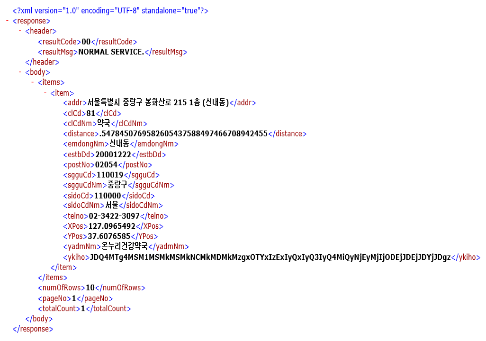 <?xml version="1.0" encoding="UTF-8" standalone="true"?>
- <response>
- <header>
<resultCode>00</resultCode>
<resultMsg>NORMAL SERVICE.</resultMsg>
</header>
- <body>
- <items>
- <item>
<addr>서울특별시 중랑구 봉화산로 215 1층 (신내동)</addr>
<clCd>81</clCd>
<clCdNm>약국</clCdNm>
<distance>.5478450769582605437588497466708942455</distance>
<emdongNm>신내동</emdongNm>
<estbDd>20001222</estbDd>
<postNo>02054</postNo>
<sgguCd>110019</sgguCd>
<sgguCdNm>중랑구</sgguCdNm>
<sidoCd>110000</sidoCd>
<sidoCdNm>서울</sidoCdNm>
<telno>02-3422-3097</telno>
<XPos>127.0965492</XPos>
<YPos>37.6076585</YPos>
<yadmNm>온누리건강약국</yadmNm>
<ykiho>JDQ4MTg4MSM1MSMkMSMkNCMkMDMkMzgxOTYxIzExIyQxIyQ3IyQ4MiQyNjEyMjIjODEjJDEjJDYjJDgz</ykiho>
</item>
</items>
<numOfRows>10</numOfRows>
<pageNo>1</pageNo>
<totalCount>1</totalCount>
</body>
</response>